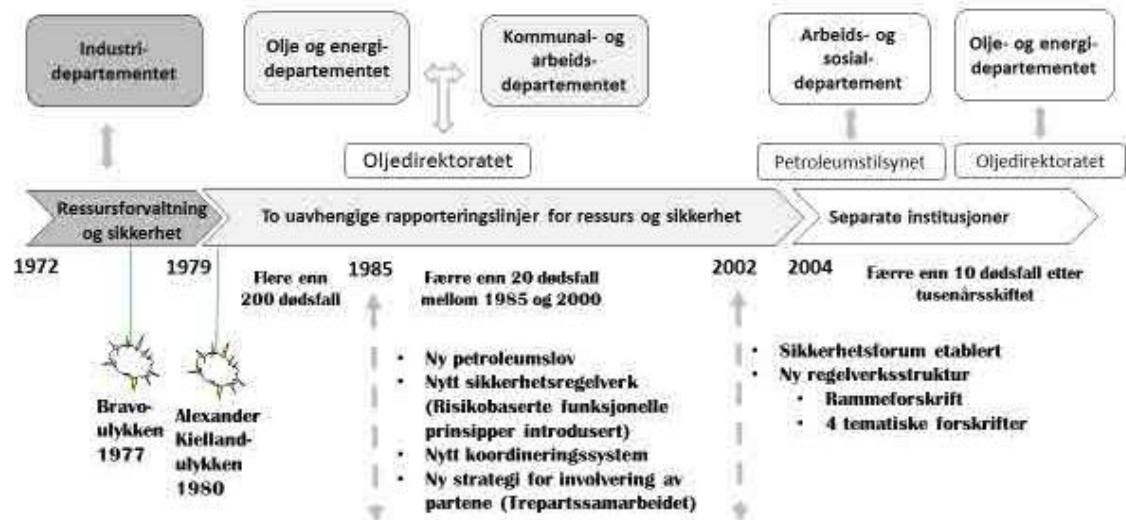 Industri-
departementet
Olje og energi-
departementet
Kommunal- og
arbeids-
departementet
Arbeids- og
sosial-
departement
Olje- og energi-
departementet
Oljedirektoratet
Petroleumstilsynet
Oljedirektoratet
Ressursforvaltning
og sikkerhet
To uavhengige rapporteringslinjer for ressurs og sikkerhet
Separate institusjoner
1972
1979
Flere enn
200 dødsfall
1985
Færre enn 20 dødsfall
mellom 1985 og 2000
2002
2004
Færre enn 10 dødsfall etter
tusenårsskiftet
Bravo-
ulykken
1977
Alexander
Kielland-
ulykken
1980
• Ny petroleumslov
• Nytt sikkerhetsregelverk
(Risikobaserte funksjonelle
prinsipper introdusert)
• Nytt koordineringssystem
• Ny strategi for involvering av
partene (Trepartssamarbeidet)
• Sikkerhetsforum etablert
• Ny regelverksstruktur
• Rammeforskrift
• 4 tematiske forskrifter